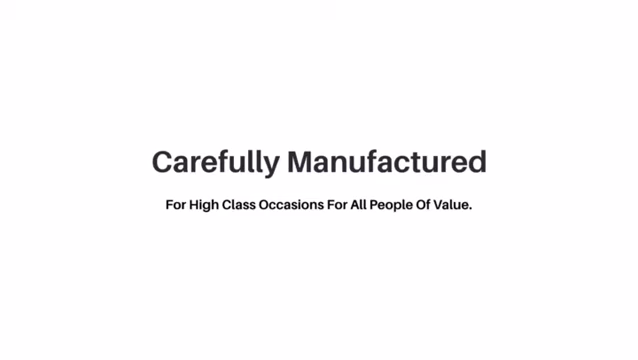 Carefully Manufactured
For High Class Occasions For All People Of Value.